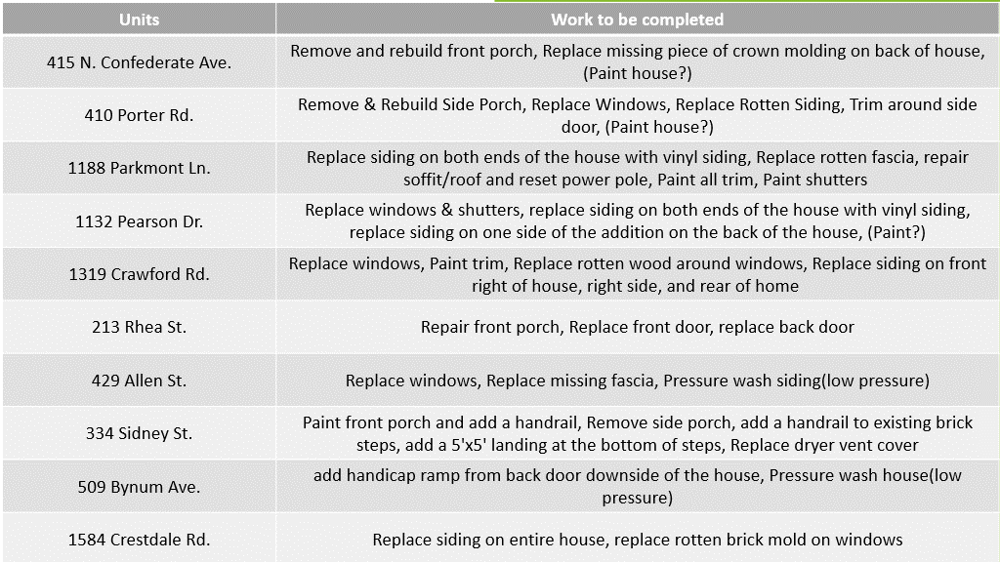 Units
Work to be completed
415 N. Confederate Ave.
Remove and rebuild front porch, Replace missing piece of crown molding on back of house,
(Paint house?)
410 Porter Rd.
Remove & Rebuild Side Porch, Replace Windows, Replace Rotten Siding, Trim around side
door, (Paint house?)
1188 Parkmont Ln.
Replace siding on both ends of the house with vinyl siding, Replace rotten fascia, repair
soffit/roof and reset power pole, Paint all trim, Paint shutters
1132 Pearson Dr.
Replace windows & shutters, replace siding on both ends of the house with vinyl siding,
replace siding on one side of the addition on the back of the house, (Paint?)
1319 Crawford Rd.
Replace windows, Paint trim, Replace rotten wood around windows, Replace siding on front
right of house, right side, and rear of home
213 Rhea St.
Repair front porch, Replace front door, replace back door
429 Allen St.
Replace windows, Replace missing fascia, Pressure wash siding(low pressure)
334 Sidney St.
Paint front porch and add a handrail, Remove side porch, add a handrail to existing brick
steps, add a 5'x5' landing at the bottom of steps, Replace dryer vent cover
509 Bynum Ave.
add handicap ramp from back door downside of the house, Pressure wash house(low
pressure)
1584 Crestdale Rd.
Replace siding on entire house, replace rotten brick mold on windows